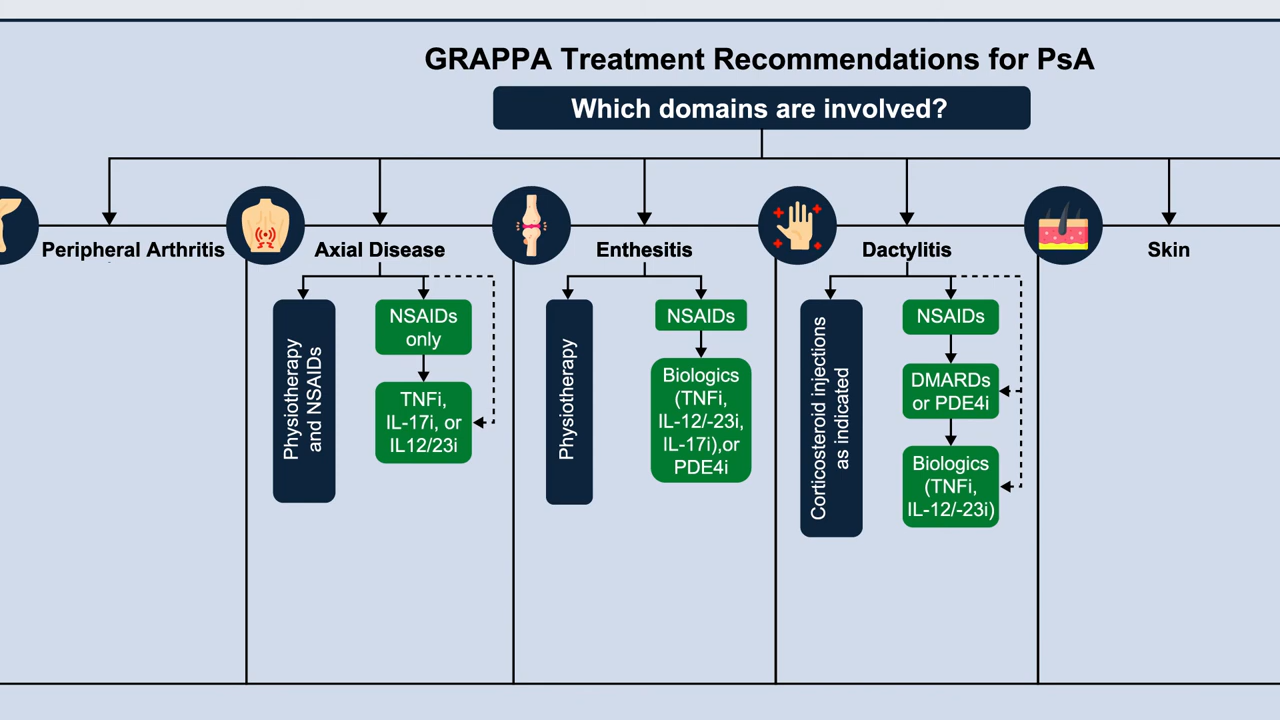 GRAPPA Treatment Recommendations for PsA
Which domains are involved?
Peripheral Arthritis
Axial Disease
Enthesitis
Dactylitis
Skin
Physiotherapy
and NSAIDs
NSAIDs
only
TNFi,
IL-17i, or
IL12/23i
Physiotherapy
NSAIDs
Biologics
(TNFi,
IL-12/-23i,
IL-17i),or
PDE4i
Corticosteroid injections
as indicated
NSAIDs
DMARDs
or PDE4i
Biologics
(TNFi,
IL-12/-23i)